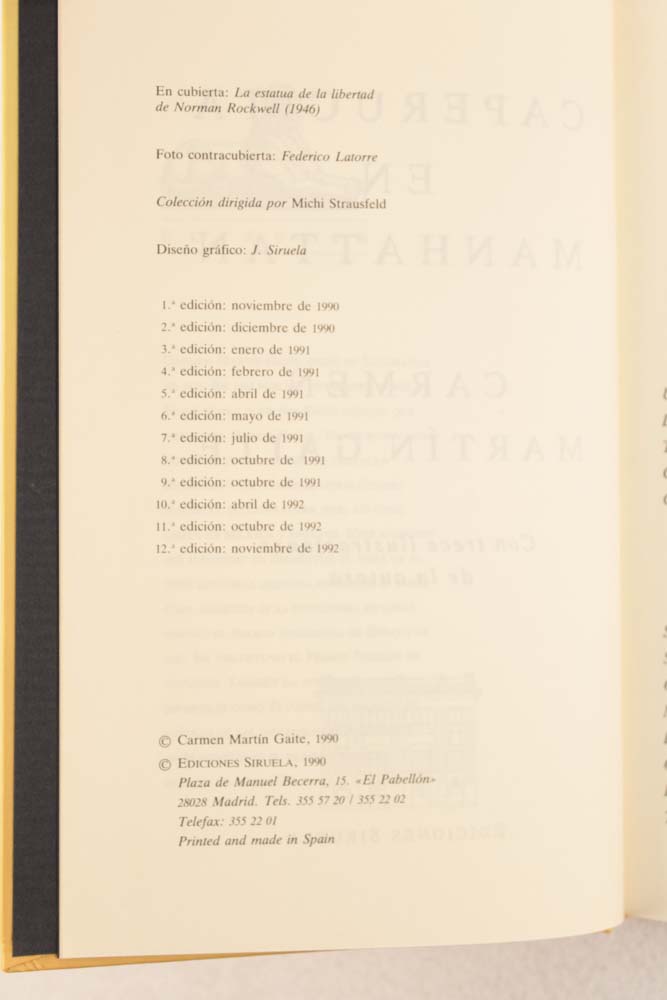 En cubierta: La estatua de la libertad
de Norman Rockwell (1946)
Foto contracubierta: Federico Latorre
Colección dirigida por Michi Strausfeld
Diseño gráfico: J. Siruela
1.ª edición: noviembre de 1990
2.ª edición: diciembre de 1990
3.ª edición: enero de 1991
4.ª edición: febrero de 1991
5.ª edición: abril de 1991
6.ª edición: mayo de 1991
7.ª edición: julio de 1991
8.ª edición: octubre de 1991
9.ª edición: octubre de 1991
10.ª edición: abril de 1992
11.ª edición: octubre de 1992
12.ª edición: noviembre de 1992
© Carmen Martín Gaite, 1990
© EDICIONES SIRUELA, 1990
Plaza de Manuel Becerra, 15. «El Pabellón»
28028 Madrid. Tels. 355 57 20 / 355 22 02
Telefax: 355 22 01
Printed and made in Spain